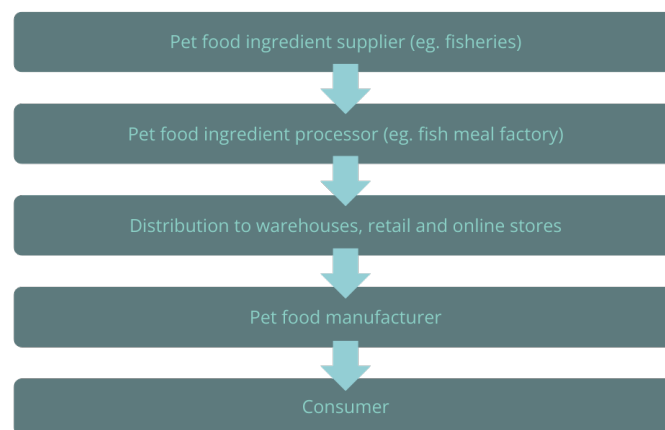 Pet food ingredient supplier (eg. fisheries)
Pet food ingredient processor (eg. fish meal factory)
Distribution to warehouses, retail and online stores
Pet food manufacturer
Consumer